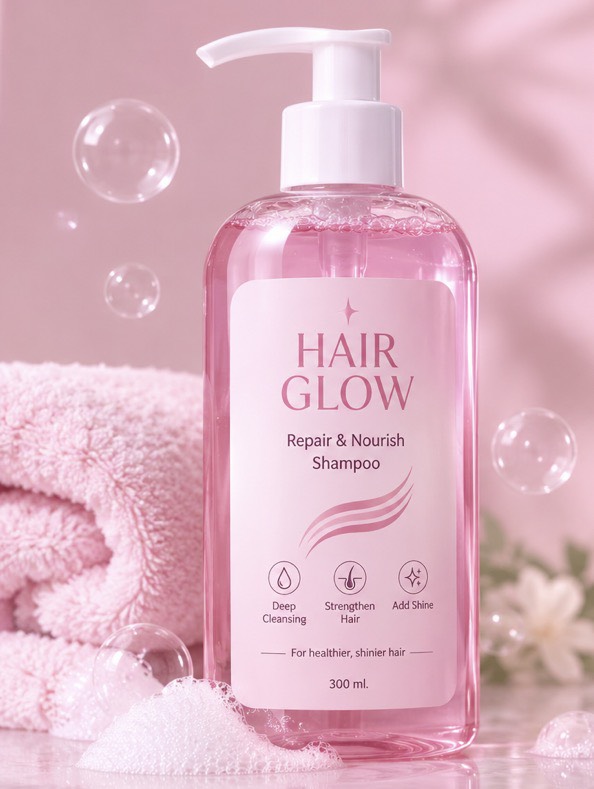 HAIR
GLOW
Repair & Nourish
Shampoo
Deep
Cleansing
Strengthen
Hair
Add Shine
For healthier, shinier hair
300 ml.